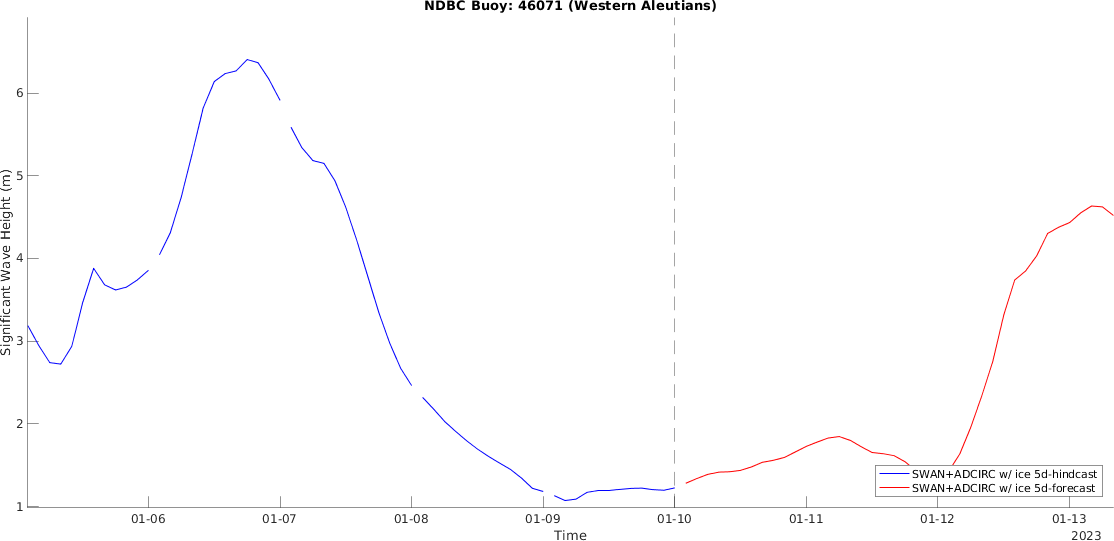 NDBC Buoy: 46071 (Western Aleutians)
Significant Wave Height (m)
6
5
4
3
2
1
SWAN+ADCIRC w/ ice 5d-hindcast
SWAN+ADCIRC w/ ice 5d-forecast
01-06 01-07 01-08 01-09 01-10 01-11 01-12 01-13
Time
2023